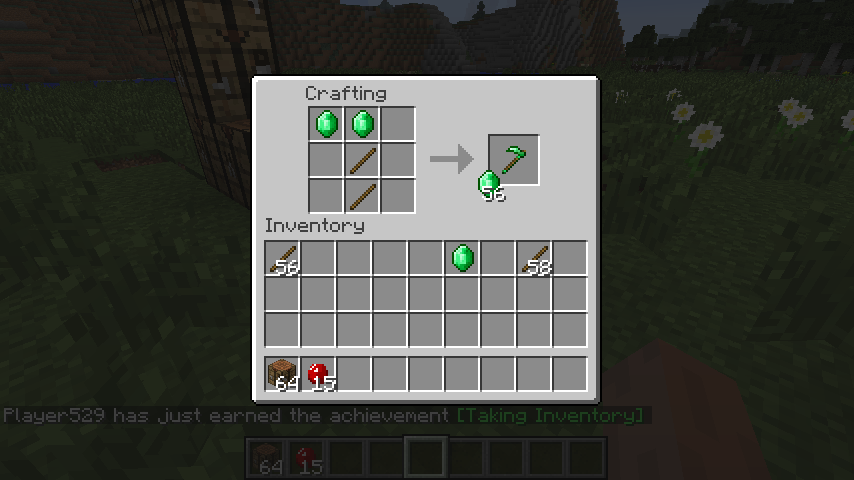 Crafting
56
Inventory
56 58
64 15
Player529 has just earned the achievement [Taking Inventory]
64 15